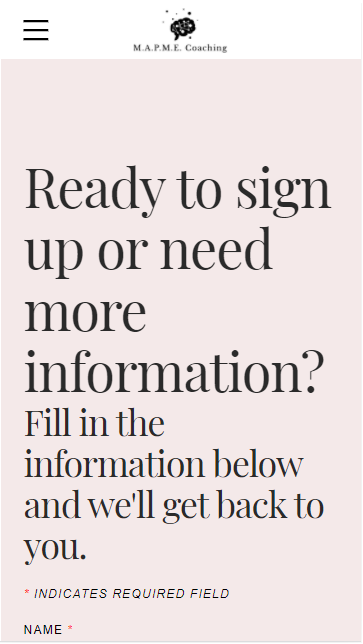 M.A.P.M.E. Coaching
Ready to sign
up or need
more
information?
Fill in the
information below
and we'll get back to
you.
* INDICATES REQUIRED FIELD
NAME *